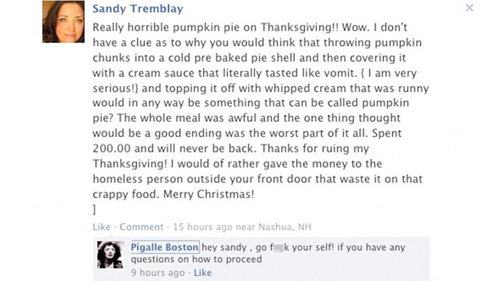 Sandy Tremblay
Really horrible pumpkin pie on Thanksgiving!! Wow. I don't
have a clue as to why you would think that throwing pumpkin
chunks into a cold pre baked pie shell and then covering it
with a cream sauce that literally tasted like vomit. { I am very
serious!} and topping it off with whipped cream that was runny
would in any way be something that can be called pumpkin
pie? The whole meal was awful and the one thing thought
would be a good ending was the worst part of it all. Spent
200.00 and will never be back. Thanks for ruing my
Thanksgiving! I would of rather gave the money to the
homeless person outside your front door that waste it on that
crappy food. Merry Christmas!
]
Like · Comment · 15 hours ago near Nashua, NH
Pigalle Boston hey sandy , go f k your self! if you have any
questions on how to proceed
9 hours ago · Like